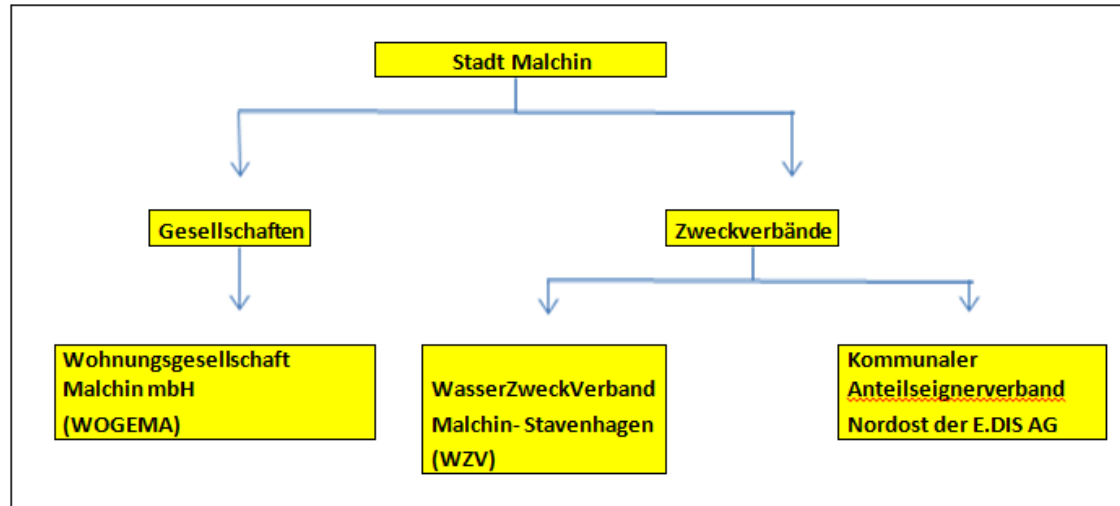 Stadt Malchin
Gesellschaften
Zweckverbände
Wohnungsgesellschaft
Malchin mbH
(WOGEMA)
WasserZweckVerband
Malchin- Stavenhagen
(WZV)
Kommunaler
Anteilseignerverband
Nordost der E.DIS AG